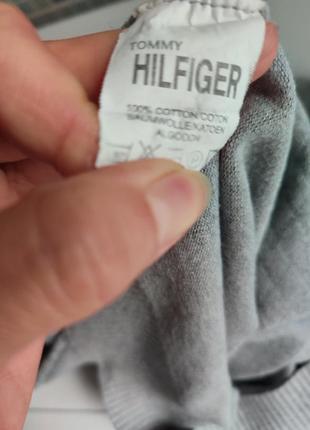 TOMMY
HILFIGER
100% COTTON COTON
BAUMWOLLE KATOEN
ALGODON